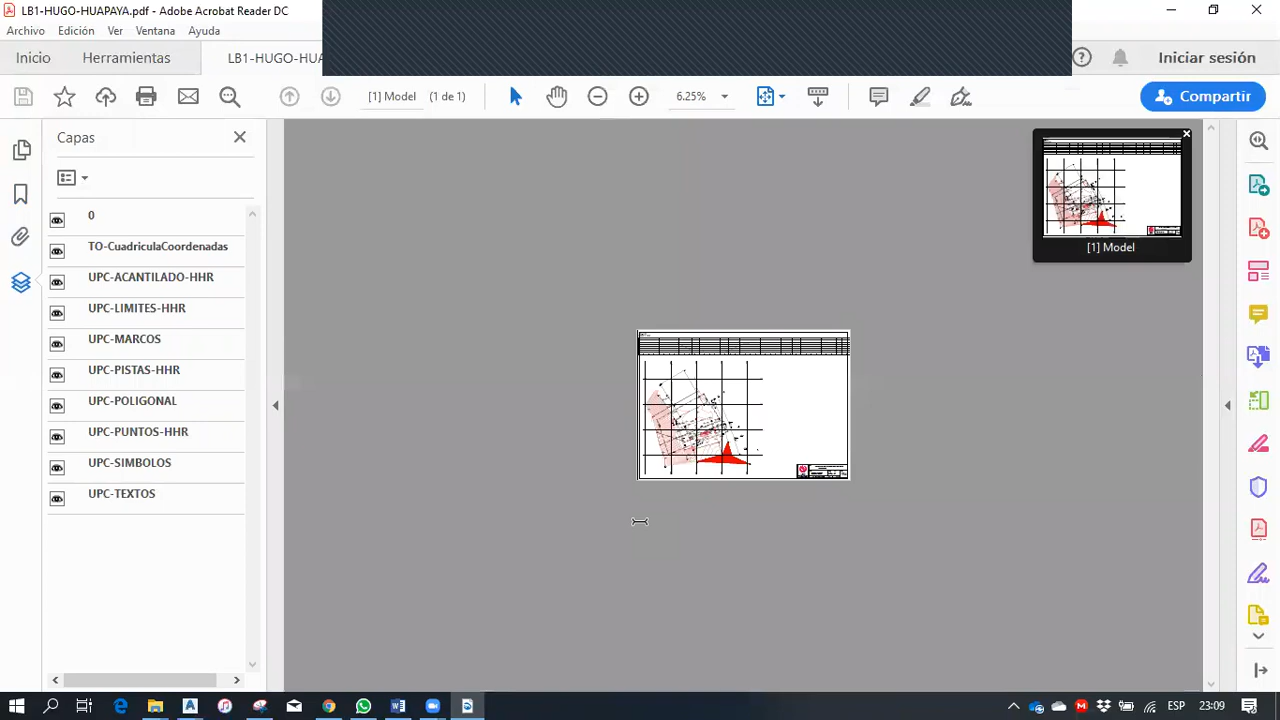 LB1-HUGO-HUAPAYA.pdf - Adobe Acrobat Reader DC
Archivo Edición Ver Ventana Ayuda
Inicio Herramientas LB1-HUGO-HUA
Iniciar sesión
[1] Model (1 de 1) 6.25% Compartir
Capas
0
TO-CuadriculaCoordenadas
UPC-ACANTILADO-HHR
UPC-LIMITES-HHR
UPC-MARCOS
UPC-PISTAS-HHR
UPC-POLIGONAL
UPC-PUNTOS-HHR
UPC-SIMBOLOS
UPC-TEXTOS
[1] Model
ESP 23:09